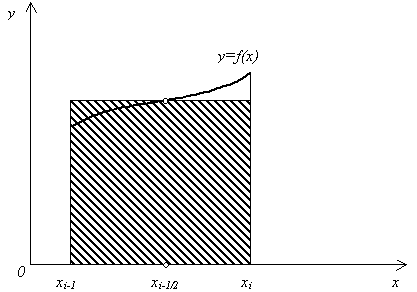 y
y=f(x)
0
x_{i-1} x_{i-1/2} x_i x